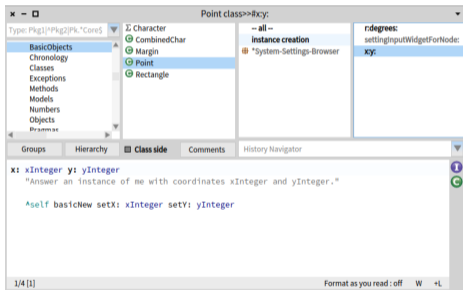 Point class>>#x:y:
Type: Pkg1|^Pkg2|Pk.*Core$
BasicObjects
Chronology
Classes
Exceptions
Methods
Models
Numbers
Objects
Pragmas
Σ Character
CombinedChar
Margin
Point
Rectangle
-- all --
instance creation
*System-Settings-Browser
r:degrees:
settingInputWidgetForNode:
x:y:
Groups
Hierarchy
Class side
Comments
History Navigator
x: xInteger y: yInteger
"Answer an instance of me with coordinates xInteger and yInteger."
^self basicNew setX: xInteger setY: yInteger
I
C
1/4 [1]
Format as you read : off W +L